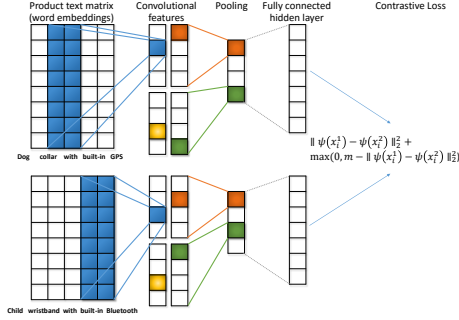 Product text matrix
(word embeddings)
Convolutional
features
Pooling
Fully connected
hidden layer
Contrastive Loss
Dog collar with built-in GPS
‖ ψ(x_i^1) − ψ(x_i^2) ‖_2^2 +
max(0, m − ‖ ψ(x_i^1) − ψ(x_i^2) ‖_2^2)
Child wristband with built-in Bluetooth